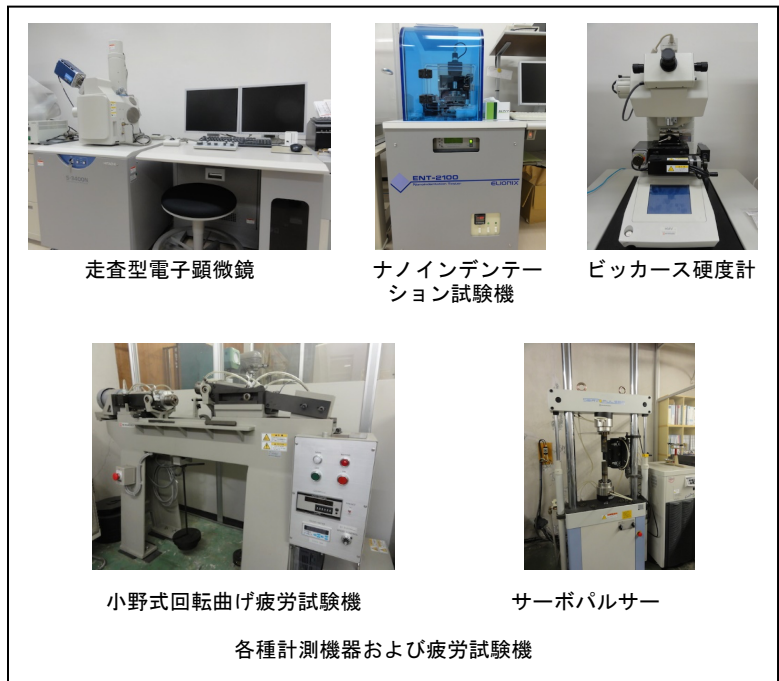 ENT-2100
ELIONIX
走査型電子顕微鏡
ナノインデンテー
ション試験機
ビッカース硬度計
小野式回転曲げ疲労試験機
サーボパルサー
各種計測機器および疲労試験機